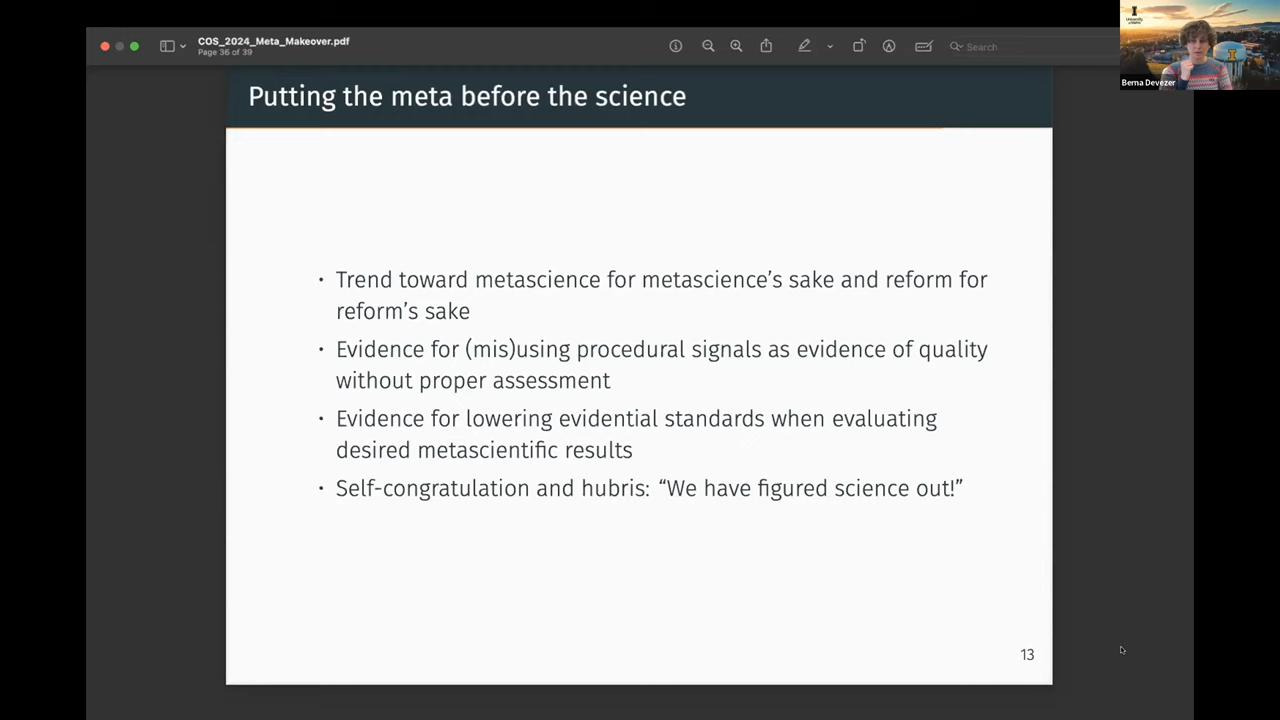 COS_2024_Meta_Makeover.pdf
Page 36 of 39
Search
University
of Idaho
Berna Devezer
Putting the meta before the science
• Trend toward metascience for metascience’s sake and reform for
reform’s sake
• Evidence for (mis)using procedural signals as evidence of quality
without proper assessment
• Evidence for lowering evidential standards when evaluating
desired metascientific results
• Self-congratulation and hubris: “We have figured science out!”
13